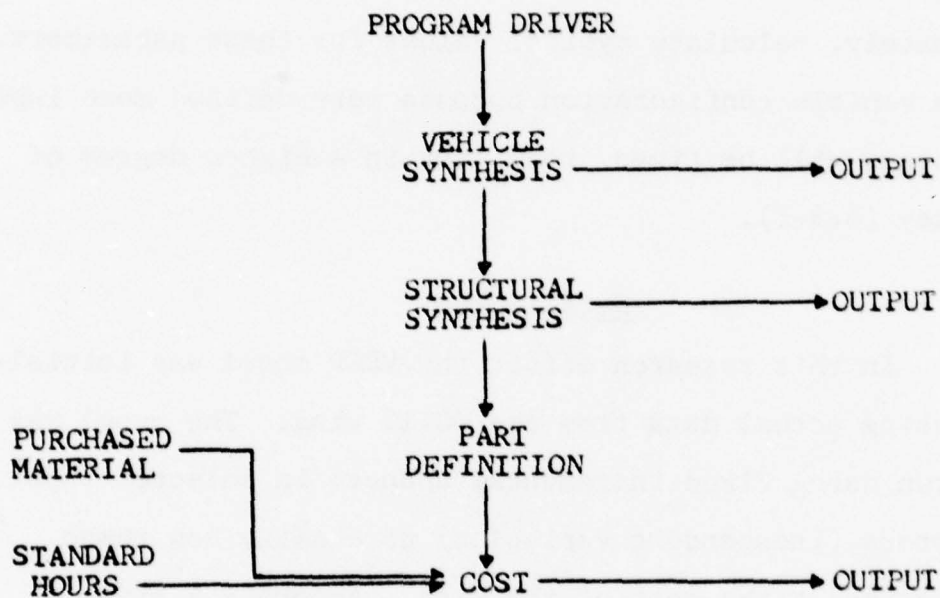 PROGRAM DRIVER
VEHICLE
SYNTHESIS
OUTPUT
STRUCTURAL
SYNTHESIS
OUTPUT
PURCHASED
MATERIAL
PART
DEFINITION
STANDARD
HOURS
COST
OUTPUT